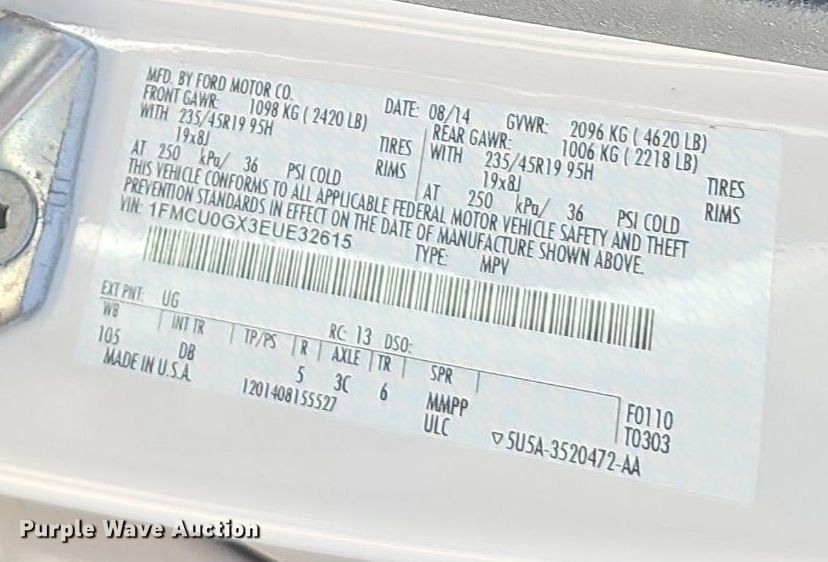 MFD. BY FORD MOTOR CO. DATE: 08/14 GVWR: 2096 KG ( 4620 LB)
FRONT GAWR: 1098 KG ( 2420 LB) REAR GAWR: 1006 KG ( 2218 LB)
WITH 235/45R19 95H TIRES WITH 235/45R19 95H TIRES
19x8J RIMS 19x8J RIMS
AT 250 kPa/ 36 PSI COLD AT 250 kPa/ 36 PSI COLD
THIS VEHICLE CONFORMS TO ALL APPLICABLE FEDERAL MOTOR VEHICLE SAFETY AND THEFT
PREVENTION STANDARDS IN EFFECT ON THE DATE OF MANUFACTURE SHOWN ABOVE.
VIN: 1FMCU0GX3EUE32615 TYPE: MPV
EXT PNT: UG RC: 13 DSO:
WB INT TR TP/PS R AXLE TR SPR
105 DB 5 3C 6 MMPP F0110
MADE IN U.S.A. 1201408155527 ULC T0303
5U5A-3520472-AA
Purple Wave Auction